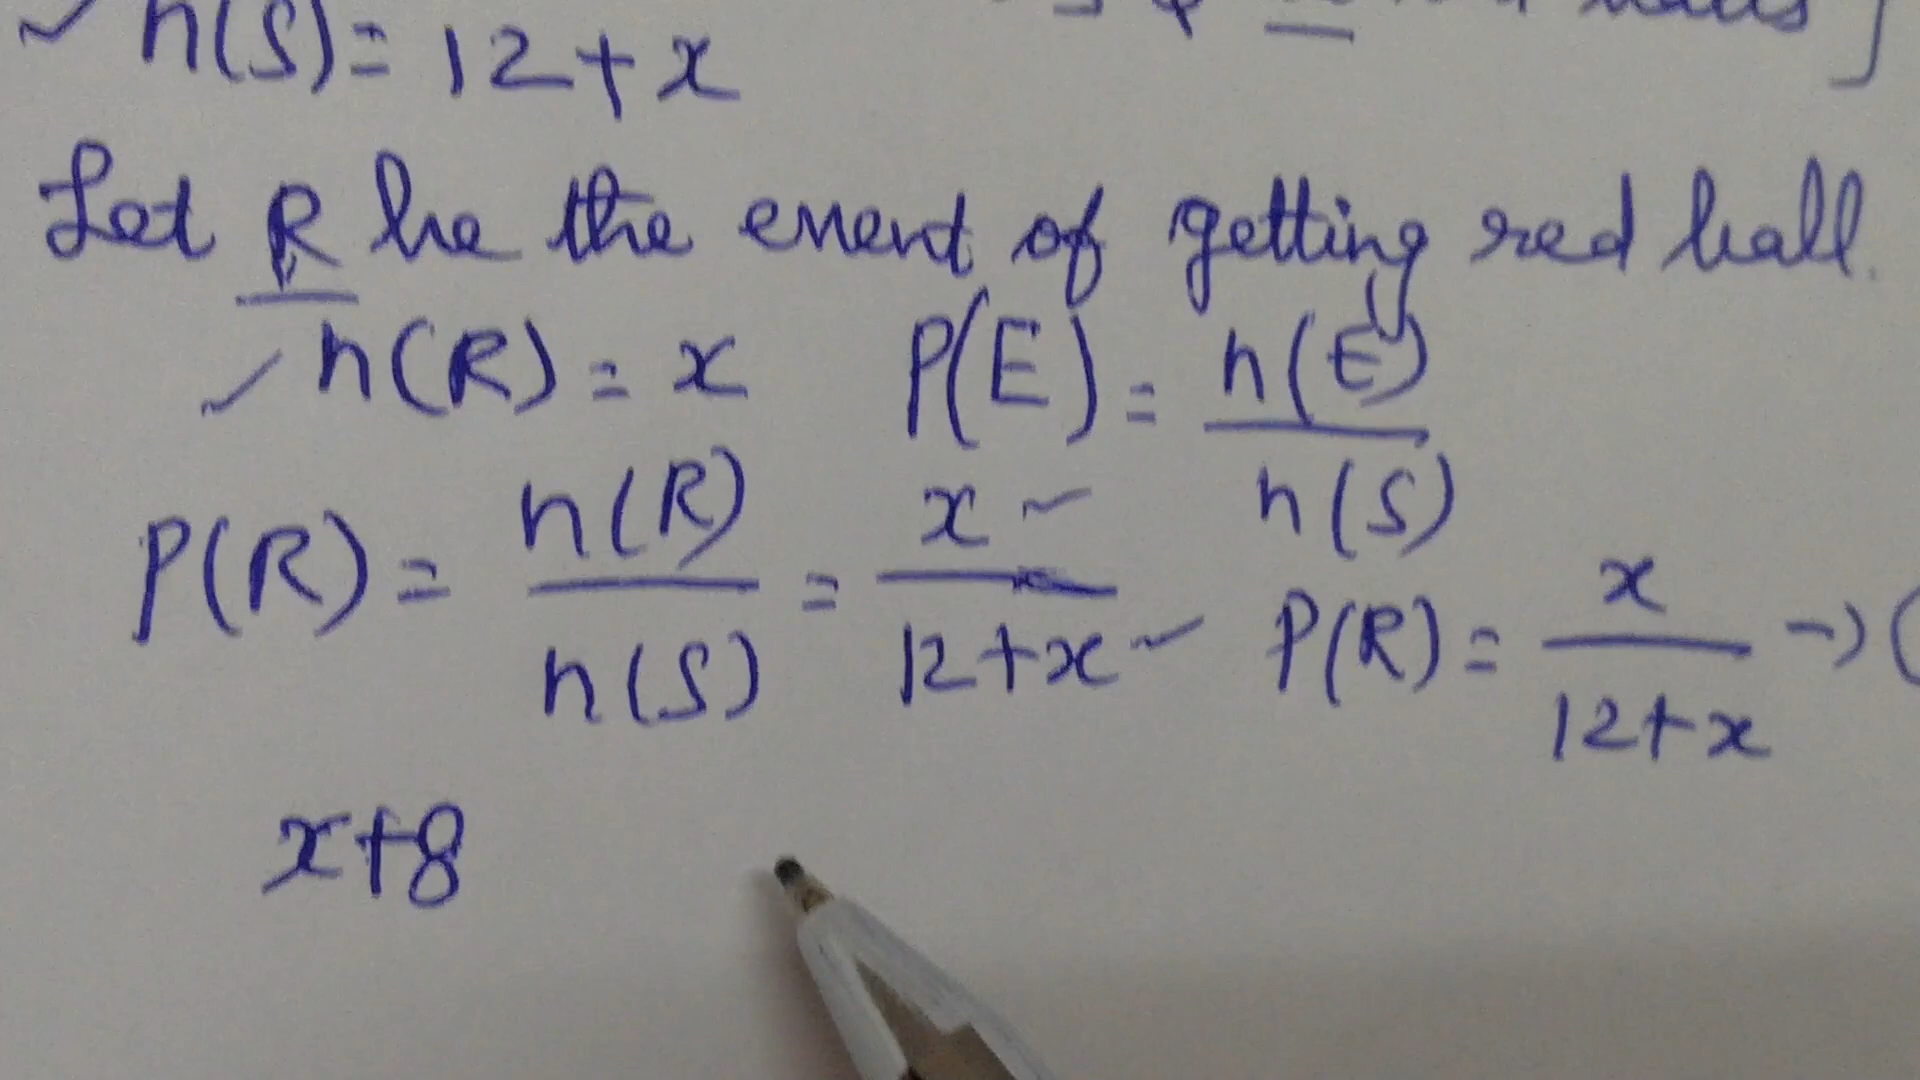 ✓ n(S) = 12+x
Let R be the event of getting red ball.
✓ n(R) = x P(E) = n(E)/n(S)
P(R) = n(R)/n(S) = x/12+x P(R) = x/12+x → (
x+8